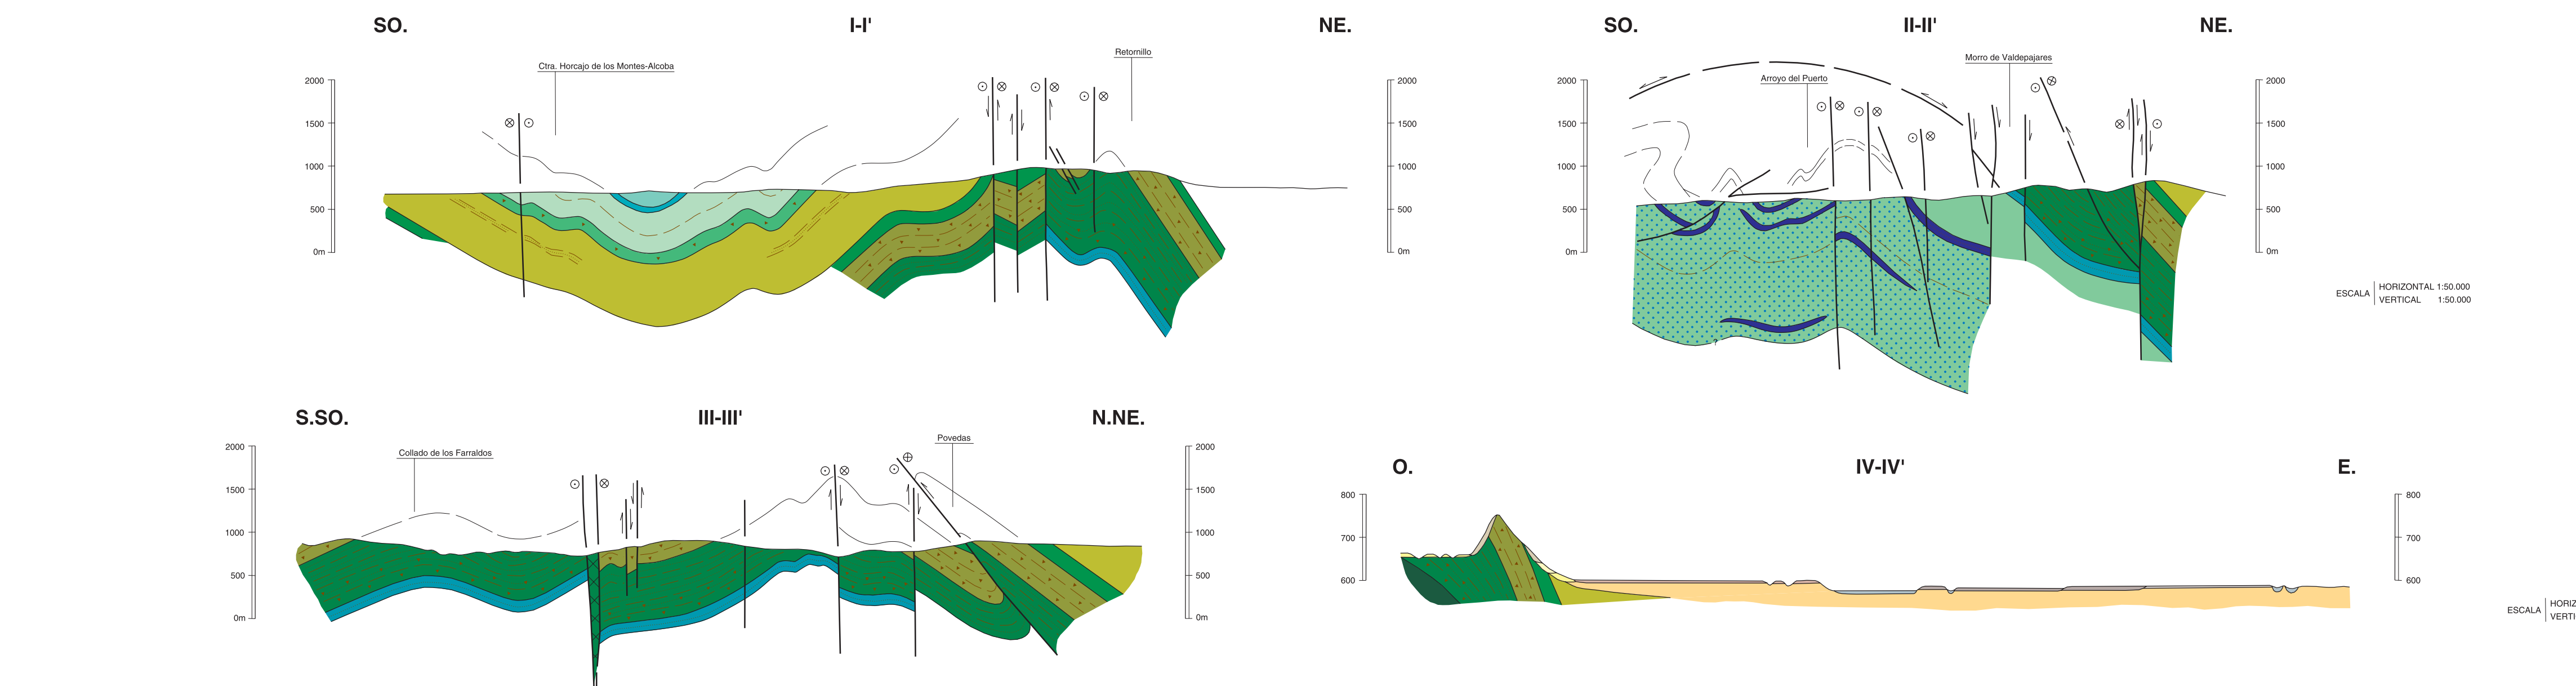 SO. I-I' NE.
Retornillo
Ctra. Horcajo de los Montes-Alcoba
2000 2000
1500 1500
1000 1000
500 500
0m 0m
SO. II-II' NE.
Morro de Valdepajares
Arroyo del Puerto
2000 2000
1500 1500
1000 1000
500 500
0m 0m
ESCALA HORIZONTAL 1:50.000
VERTICAL 1:50.000
S.SO. III-III' N.NE.
Povedas
Collado de los Farraldos
2000 2000
1500 1500
1000 1000
500 500
0m 0m
O. IV-IV' E.
800 800
700 700
600 600
?
ESCALA HORIZ
VERTI